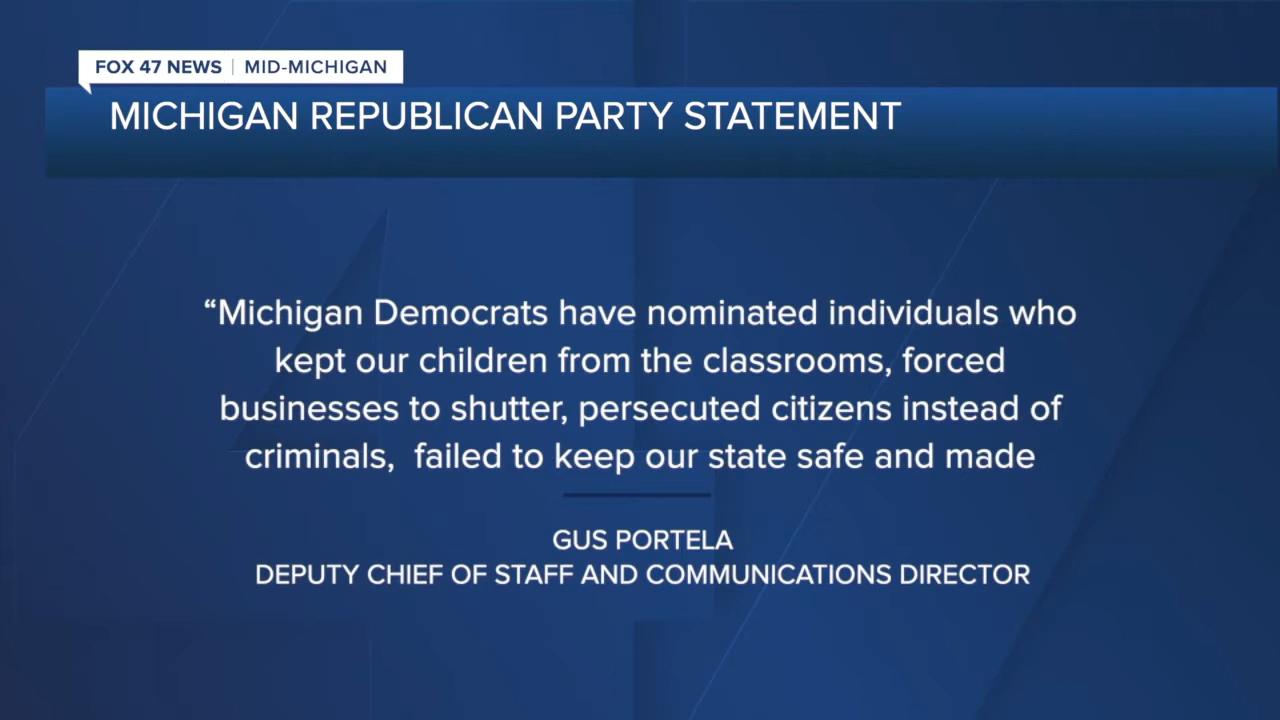 FOX 47 NEWS | MID-MICHIGAN
MICHIGAN REPUBLICAN PARTY STATEMENT
“Michigan Democrats have nominated individuals who
kept our children from the classrooms, forced
businesses to shutter, persecuted citizens instead of
criminals,  failed to keep our state safe and made
GUS PORTELA
DEPUTY CHIEF OF STAFF AND COMMUNICATIONS DIRECTOR